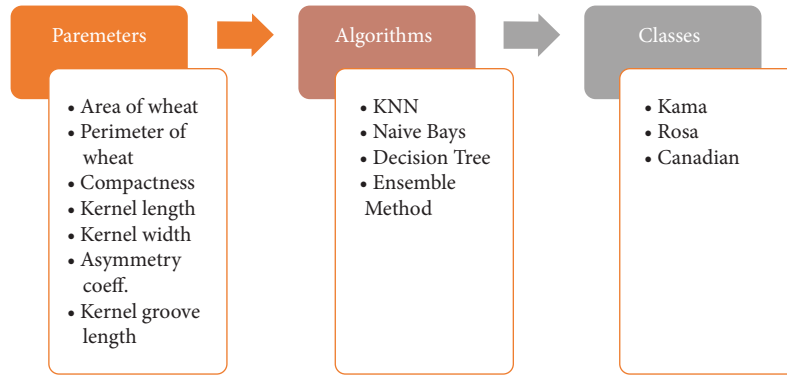 Paremeters
• Area of wheat
• Perimeter of
wheat
• Compactness
• Kernel length
• Kernel width
• Asymmetry
coeff.
• Kernel groove
length
Algorithms
• KNN
• Naive Bays
• Decision Tree
• Ensemble
Method
Classes
• Kama
• Rosa
• Canadian